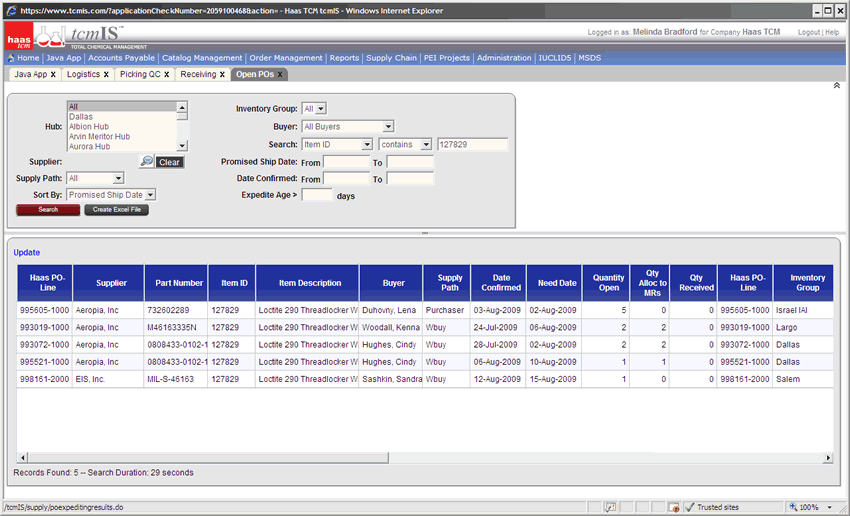 https://www.tcmis.com/?applicationCheckNumber=2059100468&action= - Haas TCM tcmIS - Windows Internet Explorer
haas tcm
tcmIS™
TOTAL CHEMICAL MANAGEMENT
Logged in as: Melinda Bradford for Company Haas TCM Logout | Help
Home | Java App | Accounts Payable | Catalog Management | Order Management | Reports | Supply Chain | PEI Projects | Administration | IUCLIDS | MSDS
Java App x Logistics x Picking QC x Receiving x Open POs x
Hub: All
Dallas
Albion Hub
Arvin Meritor Hub
Aurora Hub
Inventory Group: All
Buyer: All Buyers
Search: Item ID contains 127829
Supplier: Clear
Promised Ship Date: From To
Supply Path: All
Date Confirmed: From To
Sort By: Promised Ship Date
Expedite Age > days
Search Create Excel File
Update
Haas PO-Line Supplier Part Number Item ID Item Description Buyer Supply Path Date Confirmed Need Date Quantity Open Qty Alloc to MRs Qty Received Haas PO-Line Inventory Group
995605-1000 Aeropia, Inc 732602289 127829 Loctite 290 Threadlocker W Duhovny, Lena Purchaser 03-Aug-2009 02-Aug-2009 5 0 0 995605-1000 Israel IAI
993019-1000 Aeropia, Inc M46163335N 127829 Loctite 290 Threadlocker W Woodall, Kenna Wbuy 24-Jul-2009 06-Aug-2009 2 2 0 993019-1000 Largo
993072-1000 Aeropia, Inc 0808433-0102-1 127829 Loctite 290 Threadlocker W Hughes, Cindy Wbuy 28-Jul-2009 02-Aug-2009 2 2 0 993072-1000 Dallas
995521-1000 Aeropia, Inc 0808433-0102-1 127829 Loctite 290 Threadlocker W Hughes, Cindy Wbuy 06-Aug-2009 10-Aug-2009 1 1 0 995521-1000 Dallas
998161-2000 EIS, Inc. MIL-S-46163 127829 Loctite 290 Threadlocker W Sashkin, Sandra Wbuy 12-Aug-2009 15-Aug-2009 1 0 0 998161-2000 Salem
Records Found: 5 -- Search Duration: 29 seconds
/tcmIS/supply/poexpeditingresults.do Trusted sites 100%